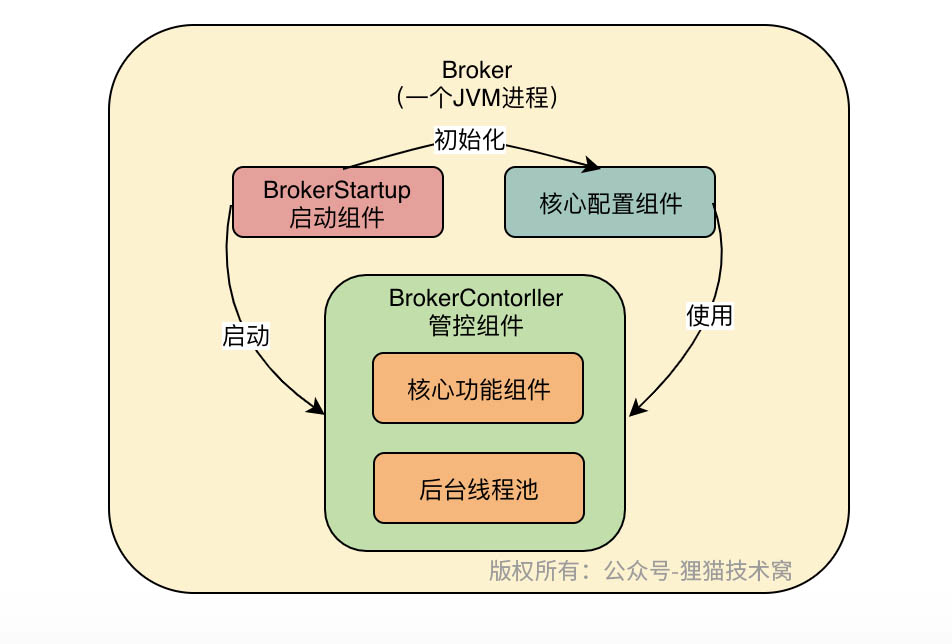 Broker
（一个JVM进程）
初始化
BrokerStartup
启动组件
核心配置组件
启动
使用
BrokerContorller
管控组件
核心功能组件
后台线程池
版权所有：公众号-狸猫技术窝